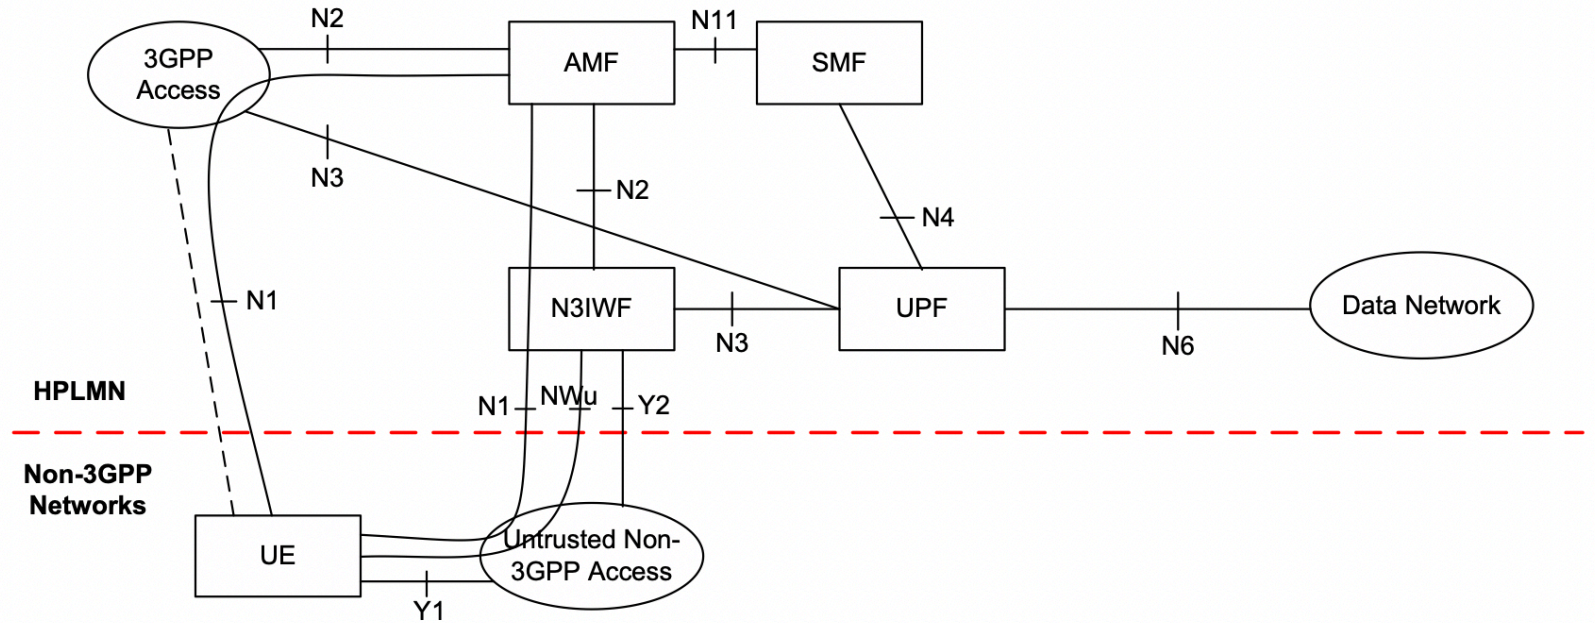 N2
N11
3GPP
Access
AMF
SMF
N3
N2
N4
N1
N3IWF
UPF
Data Network
N3
N6
HPLMN
N1
NWu
Y2
Non-3GPP
Networks
UE
Untrusted Non-
3GPP Access
Y1